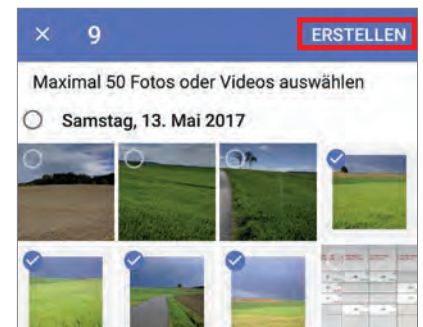 × 9 ERSTELLEN
Maximal 50 Fotos oder Videos auswählen
Samstag, 13. Mai 2017